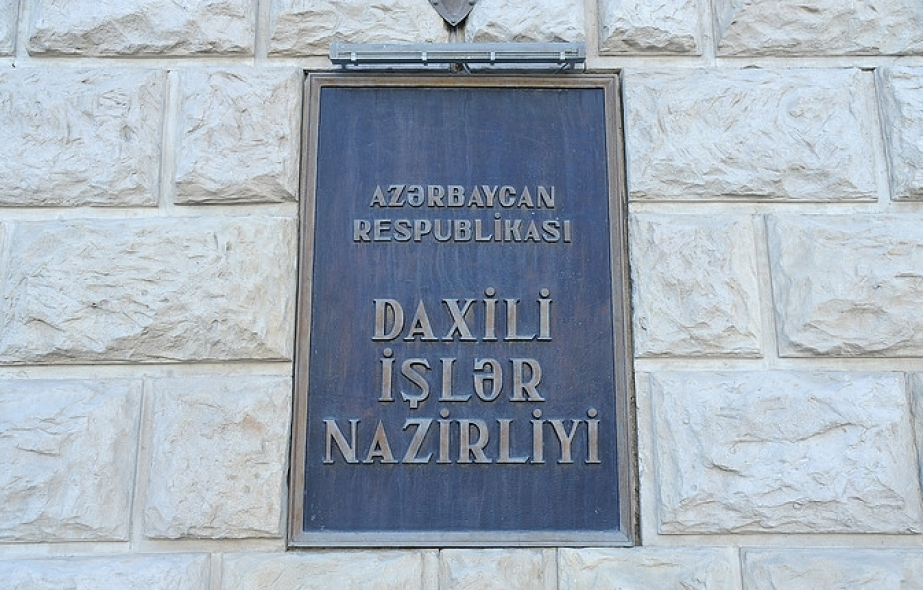 AZƏRBAYCAN
RESPUBLİKASI
DAXİLİ
İŞLƏR
NAZİRLİYİ